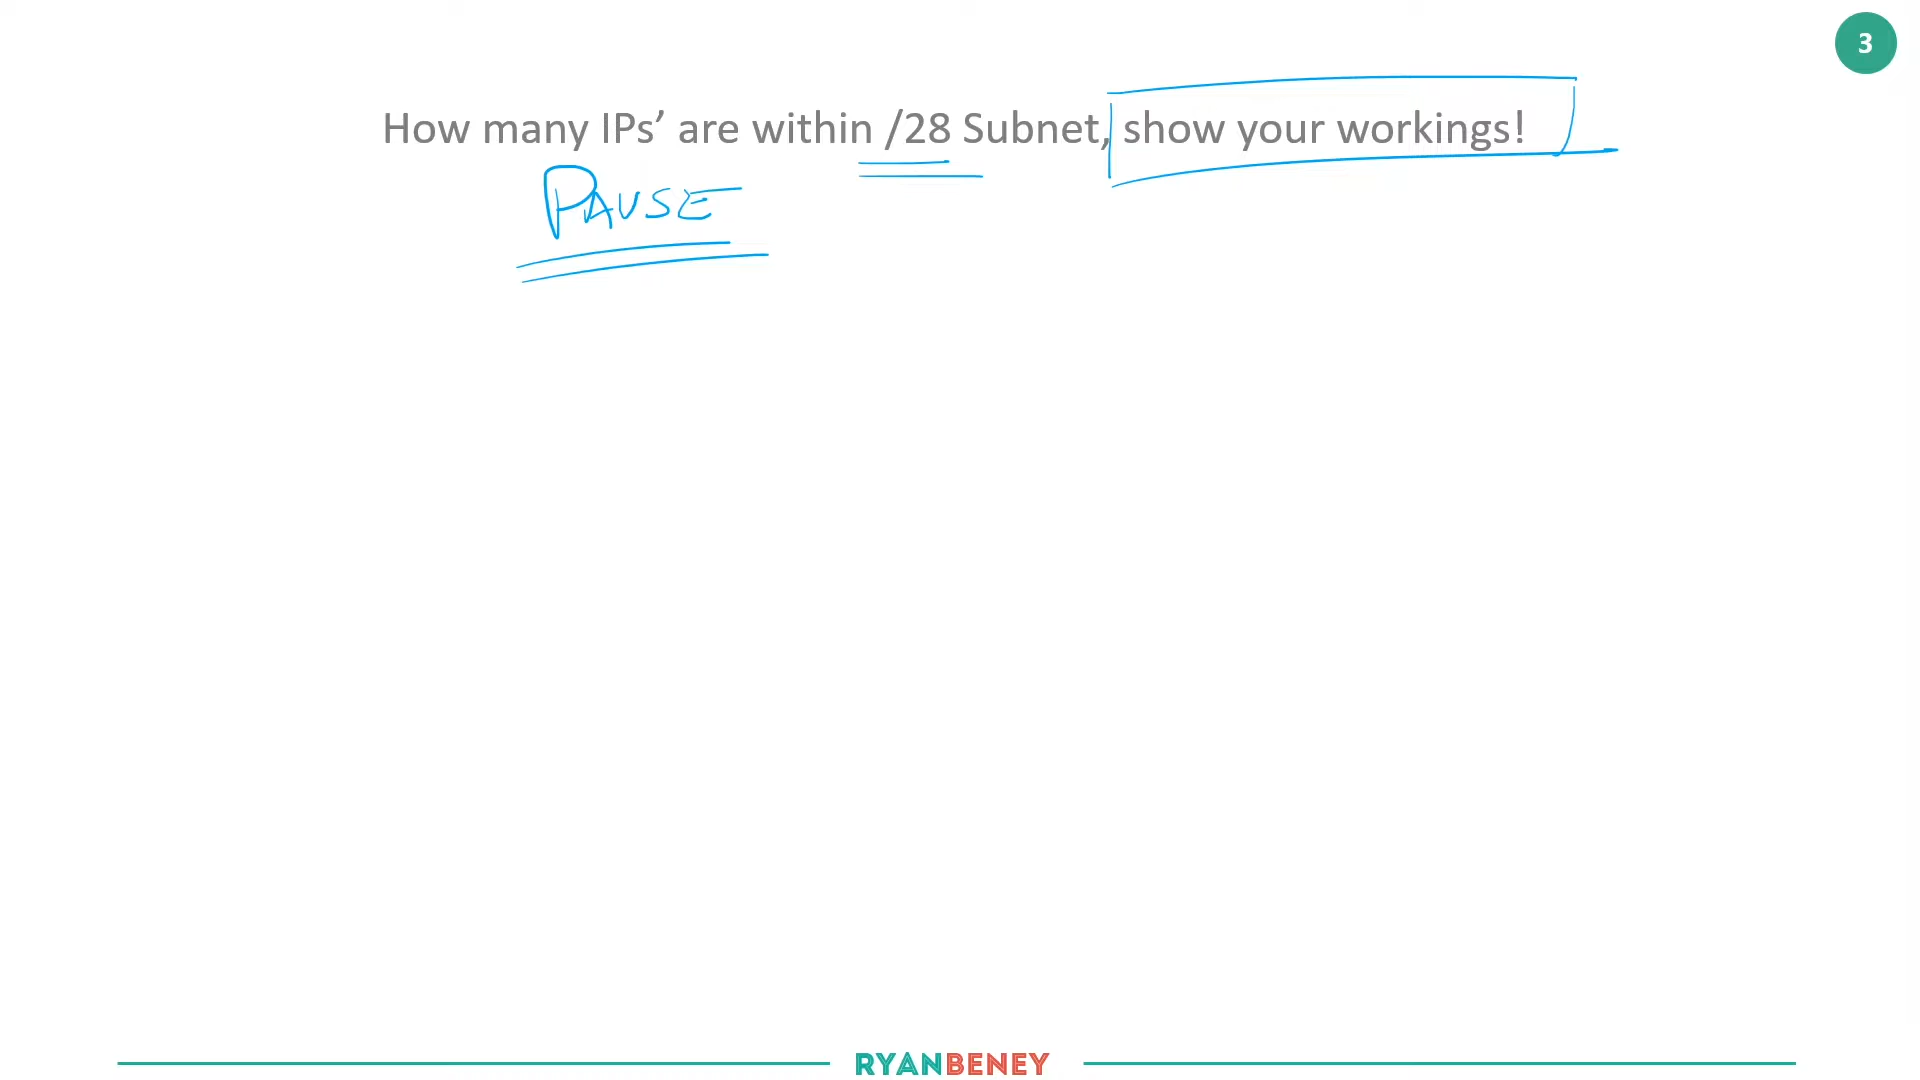 3
How many IPs’ are within /28 Subnet, show your workings!
PAUSE
RYANBENEY